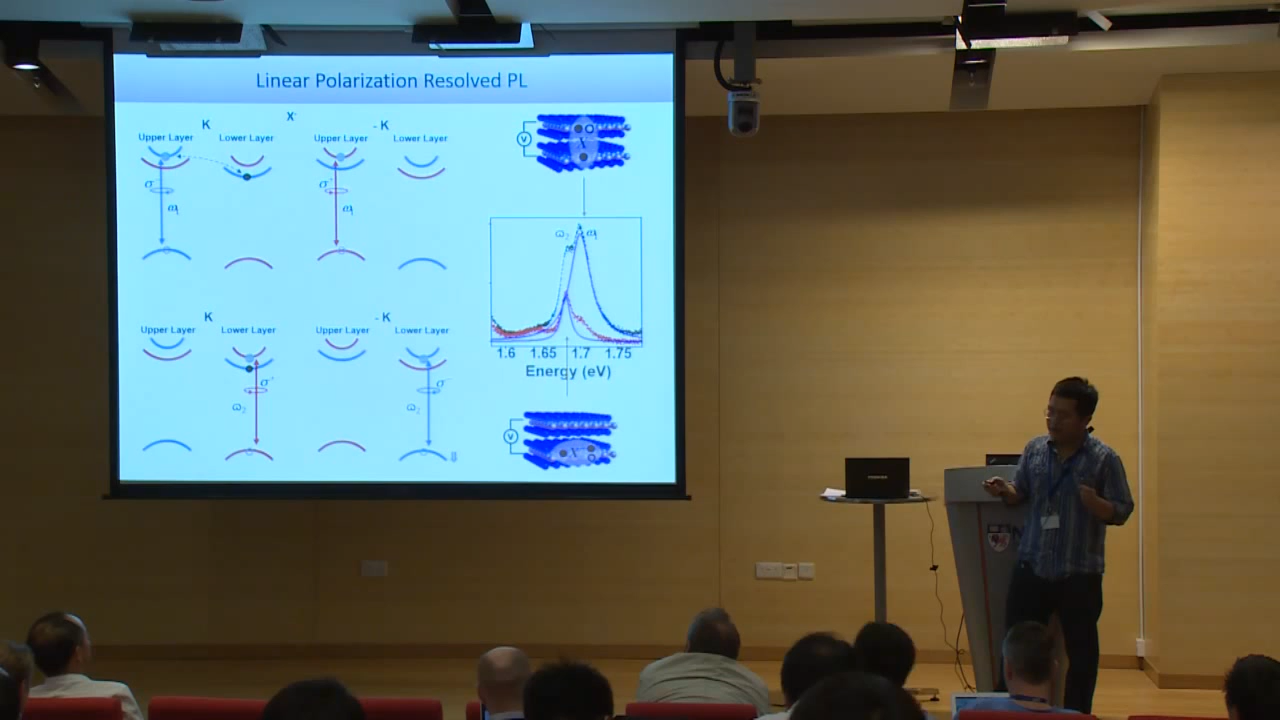 Linear Polarization Resolved PL
K X⁻ - K
Upper Layer Lower Layer Upper Layer Lower Layer
V
ω₁ ω₁
ω₂ ω₁
K - K
Upper Layer Lower Layer Upper Layer Lower Layer
ω₂ ω₂
1.6 1.65 1.7 1.75
Energy (eV)
V
X⁻